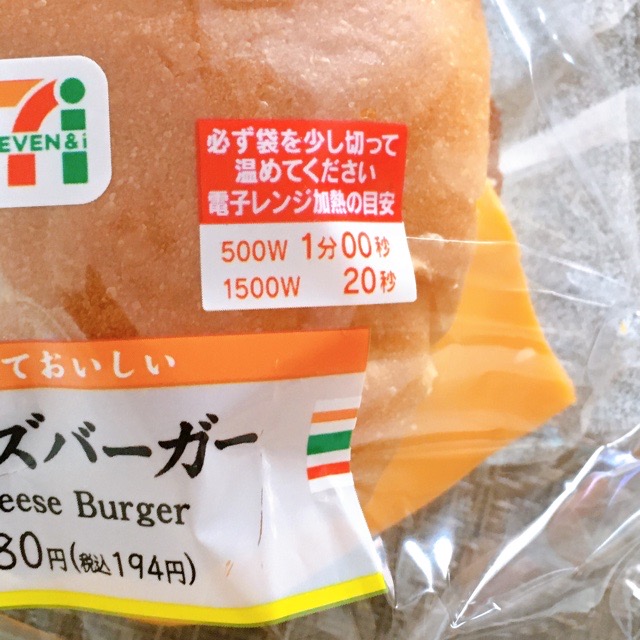 7i
EVEN&i
必ず袋を少し切って
温めてください
電子レンジ加熱の目安
500W 1分00秒
1500W 20秒
ておいしい
ズバーガー
eese Burger
80円(税込194円)